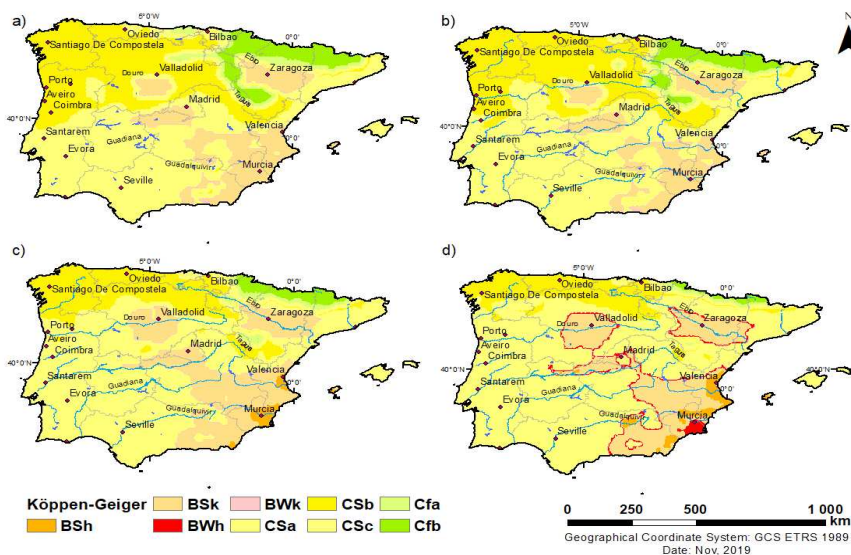 a)
5°W
Oviedo
Bilbao
0°0'
Santiago De Compostela
Ebro
Porto
Douro
Valladolid
Zaragoza
Aveiro
Coimbra
Tagus
Madrid
40°0'N
Santarem
Valencia
Guadiana
0°0'
Evora
Guadalquivir
Murcia
Seville
b)
N
5°W
Oviedo
Bilbao
0°0'
Santiago De Compostela
Ebro
Porto
Douro
Valladolid
Zaragoza
Aveiro
Coimbra
Tagus
Madrid
40°0'N
Santarem
Valencia
Guadiana
0°0'
Evora
Guadalquivir
Murcia
Seville
c)
5°W
Oviedo
Bilbao
0°0'
Santiago De Compostela
Ebro
Porto
Douro
Valladolid
Zaragoza
Aveiro
Coimbra
Tagus
Madrid
40°0'N
Santarem
Valencia
Guadiana
0°0'
Evora
Guadalquivir
Murcia
Seville
d)
5°W
Oviedo
Bilbao
0°0'
Santiago De Compostela
Ebro
Porto
Douro
Valladolid
Zaragoza
Aveiro
Coimbra
Tagus
Madrid
40°0'N
40°0'N
Santarem
Valencia
Guadiana
0°0'
Evora
Guadalquivir
Murcia
Seville
Köppen-Geiger
BSk
BWk
CSb
Cfa
BSh
BWh
CSa
CSc
Cfb
0 250 500 1 000
km
Geographical Coordinate System: GCS ETRS 1989
Date: Nov, 2019